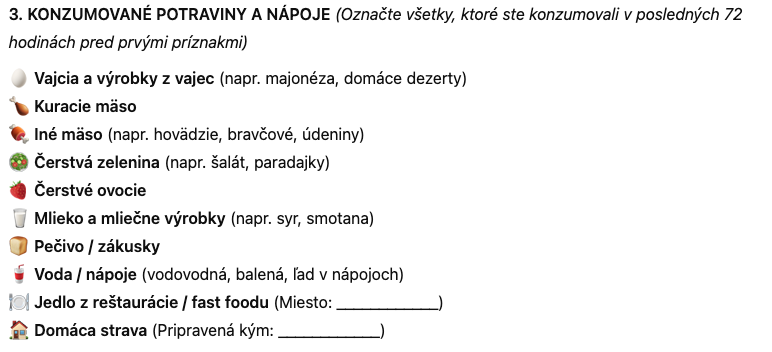 3. KONZUMOVANÉ POTRAVINY A NÁPOJE (Označte všetky, ktoré ste konzumovali v posledných 72
hodinách pred prvými príznakmi)
🥚 Vajcia a výrobky z vajec (napr. majonéza, domáce dezerty)
🍗 Kuracie mäso
🍖 Iné mäso (napr. hovädzie, bravčové, údeniny)
🥗 Čerstvá zelenina (napr. šalát, paradajky)
🍓 Čerstvé ovocie
🥛 Mlieko a mliečne výrobky (napr. syr, smotana)
🍞 Pečivo / zákusky
🥤 Voda / nápoje (vodovodná, balená, ľad v nápojoch)
🍽️ Jedlo z reštaurácie / fast foodu (Miesto: ____________)
🏠 Domáca strava (Pripravená kým: ____________)